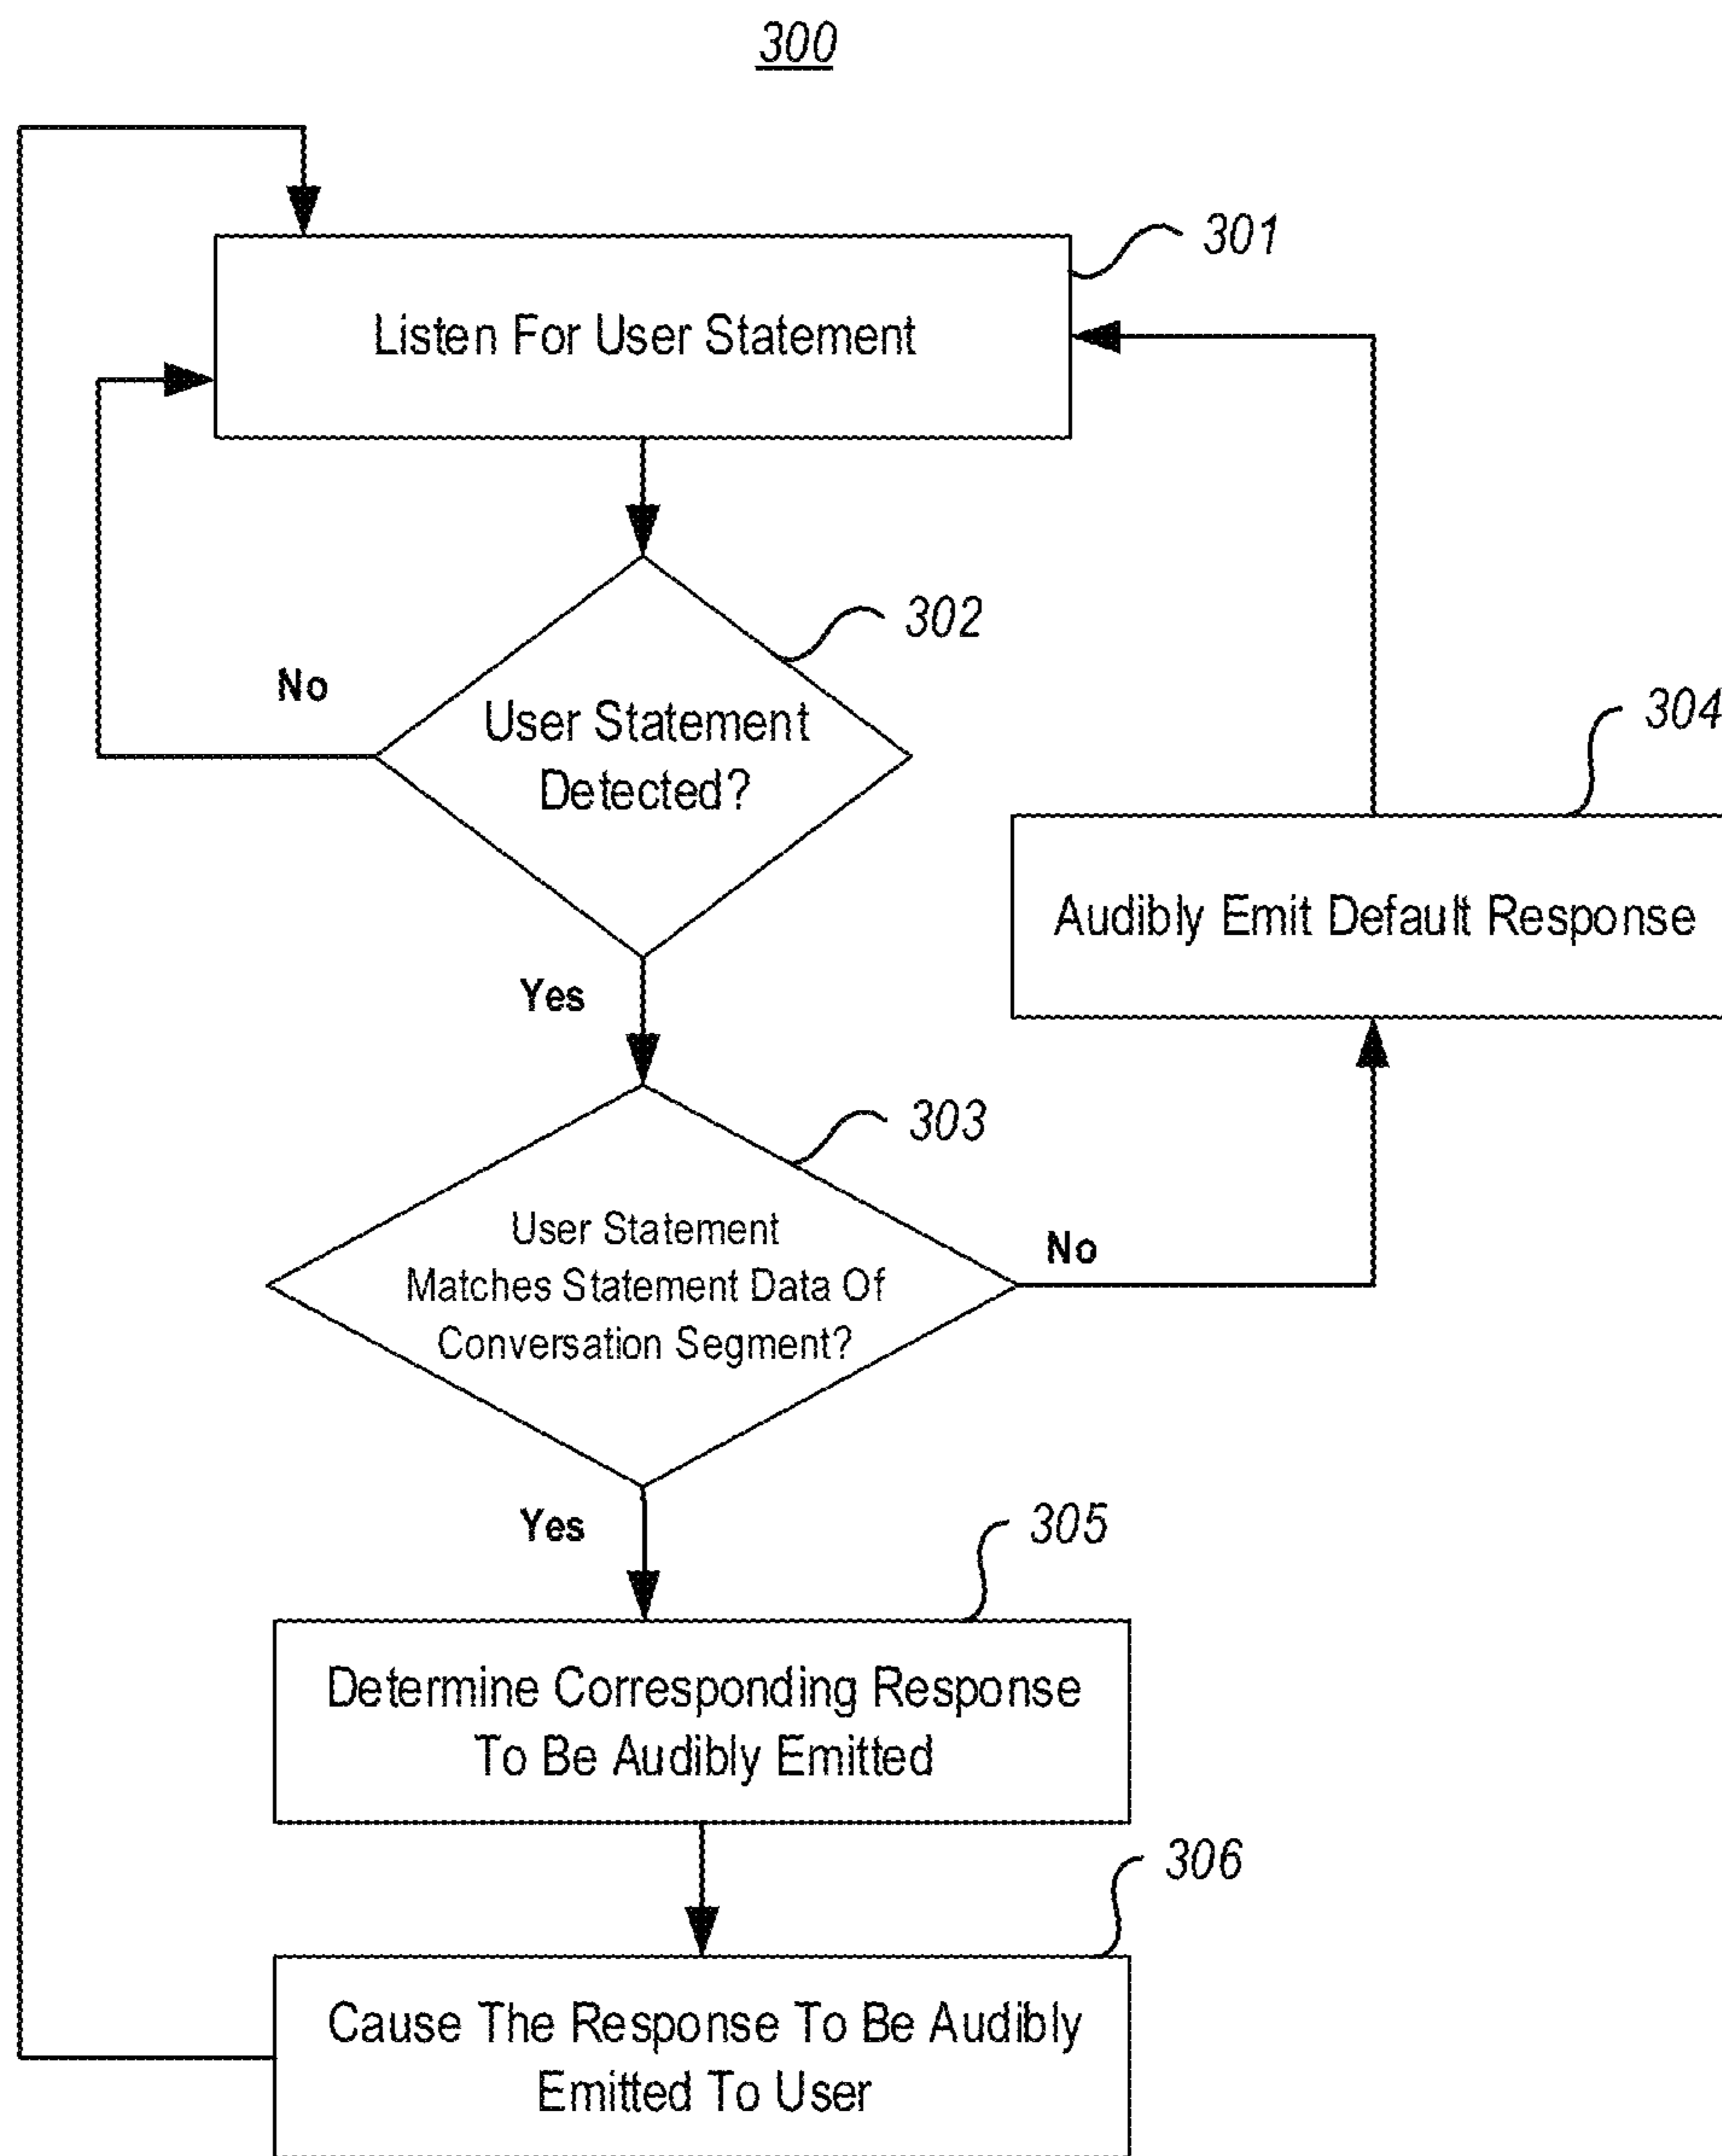 300
301
Listen For User Statement
302
No
User Statement
Detected?
304
Audibly Emit Default Response
Yes
303
User Statement
Matches Statement Data Of
Conversation Segment?
No
Yes
305
Determine Corresponding Response
To Be Audibly Emitted
306
Cause The Response To Be Audibly
Emitted To User